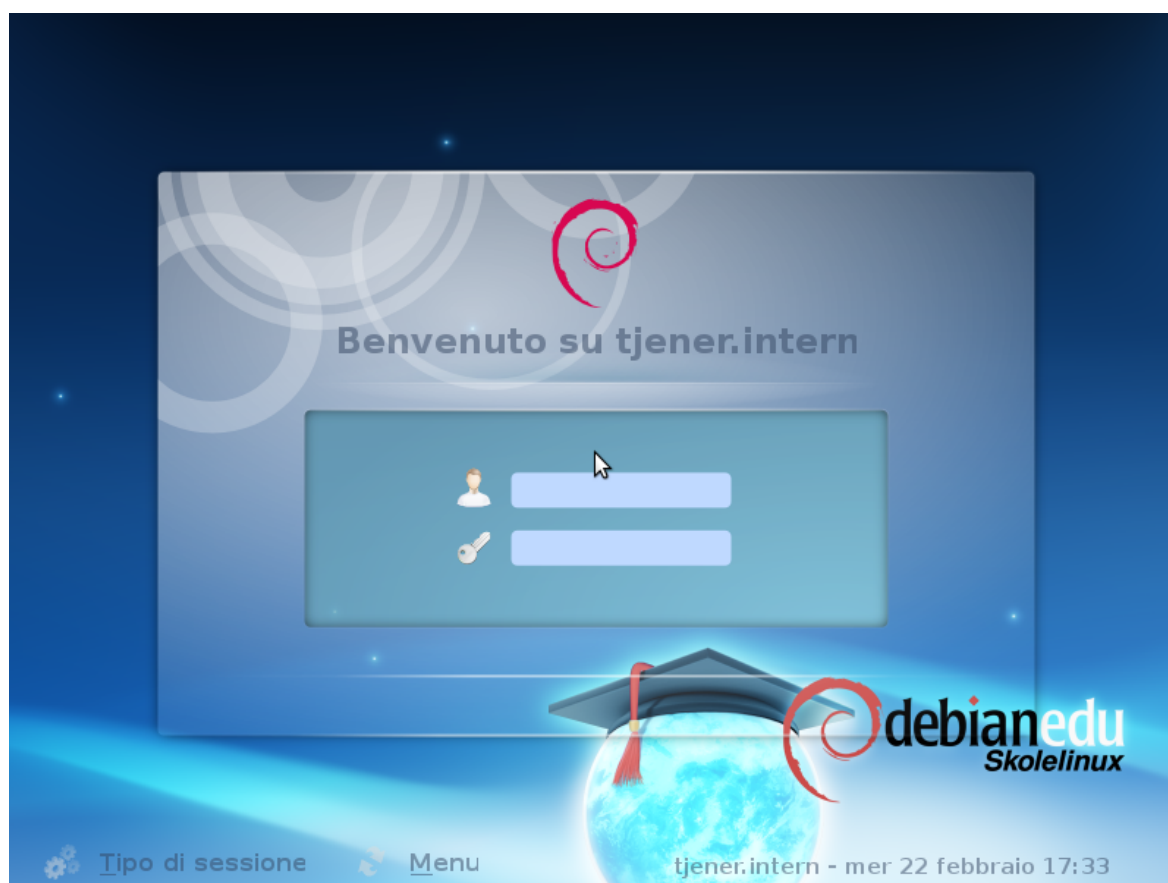 Benvenuto su tjener.intern
debianedu
Skolelinux
Tipo di sessione
Menu
tjener.intern - mer 22 febbraio 17:33